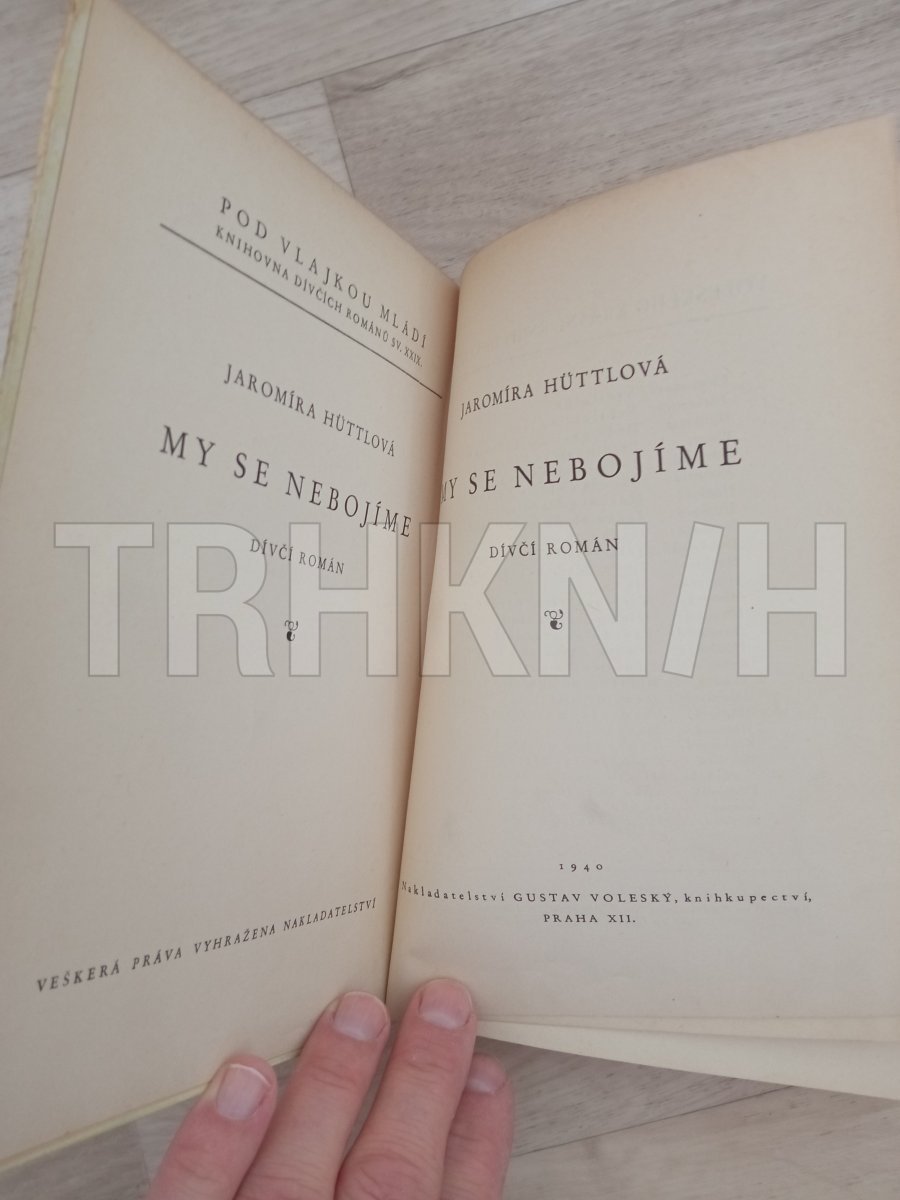 POD VLAJKOU MLÁDÍ
KNIHOVNA DÍVČÍCH ROMÁNŮ SV. XXIX.
JAROMÍRA HÜTTLOVÁ
MY SE NEBOJÍME
DÍVČÍ ROMÁN
VEŠKERÁ PRÁVA VYHRAŽENA NAKLADATELSTVÍ
JAROMÍRA HÜTTLOVÁ
MY SE NEBOJÍME
DÍVČÍ ROMÁN
1940
Nakladatelství GUSTAV VOLESKÝ, knihkupectví,
PRAHA XII.
TRHKNIH